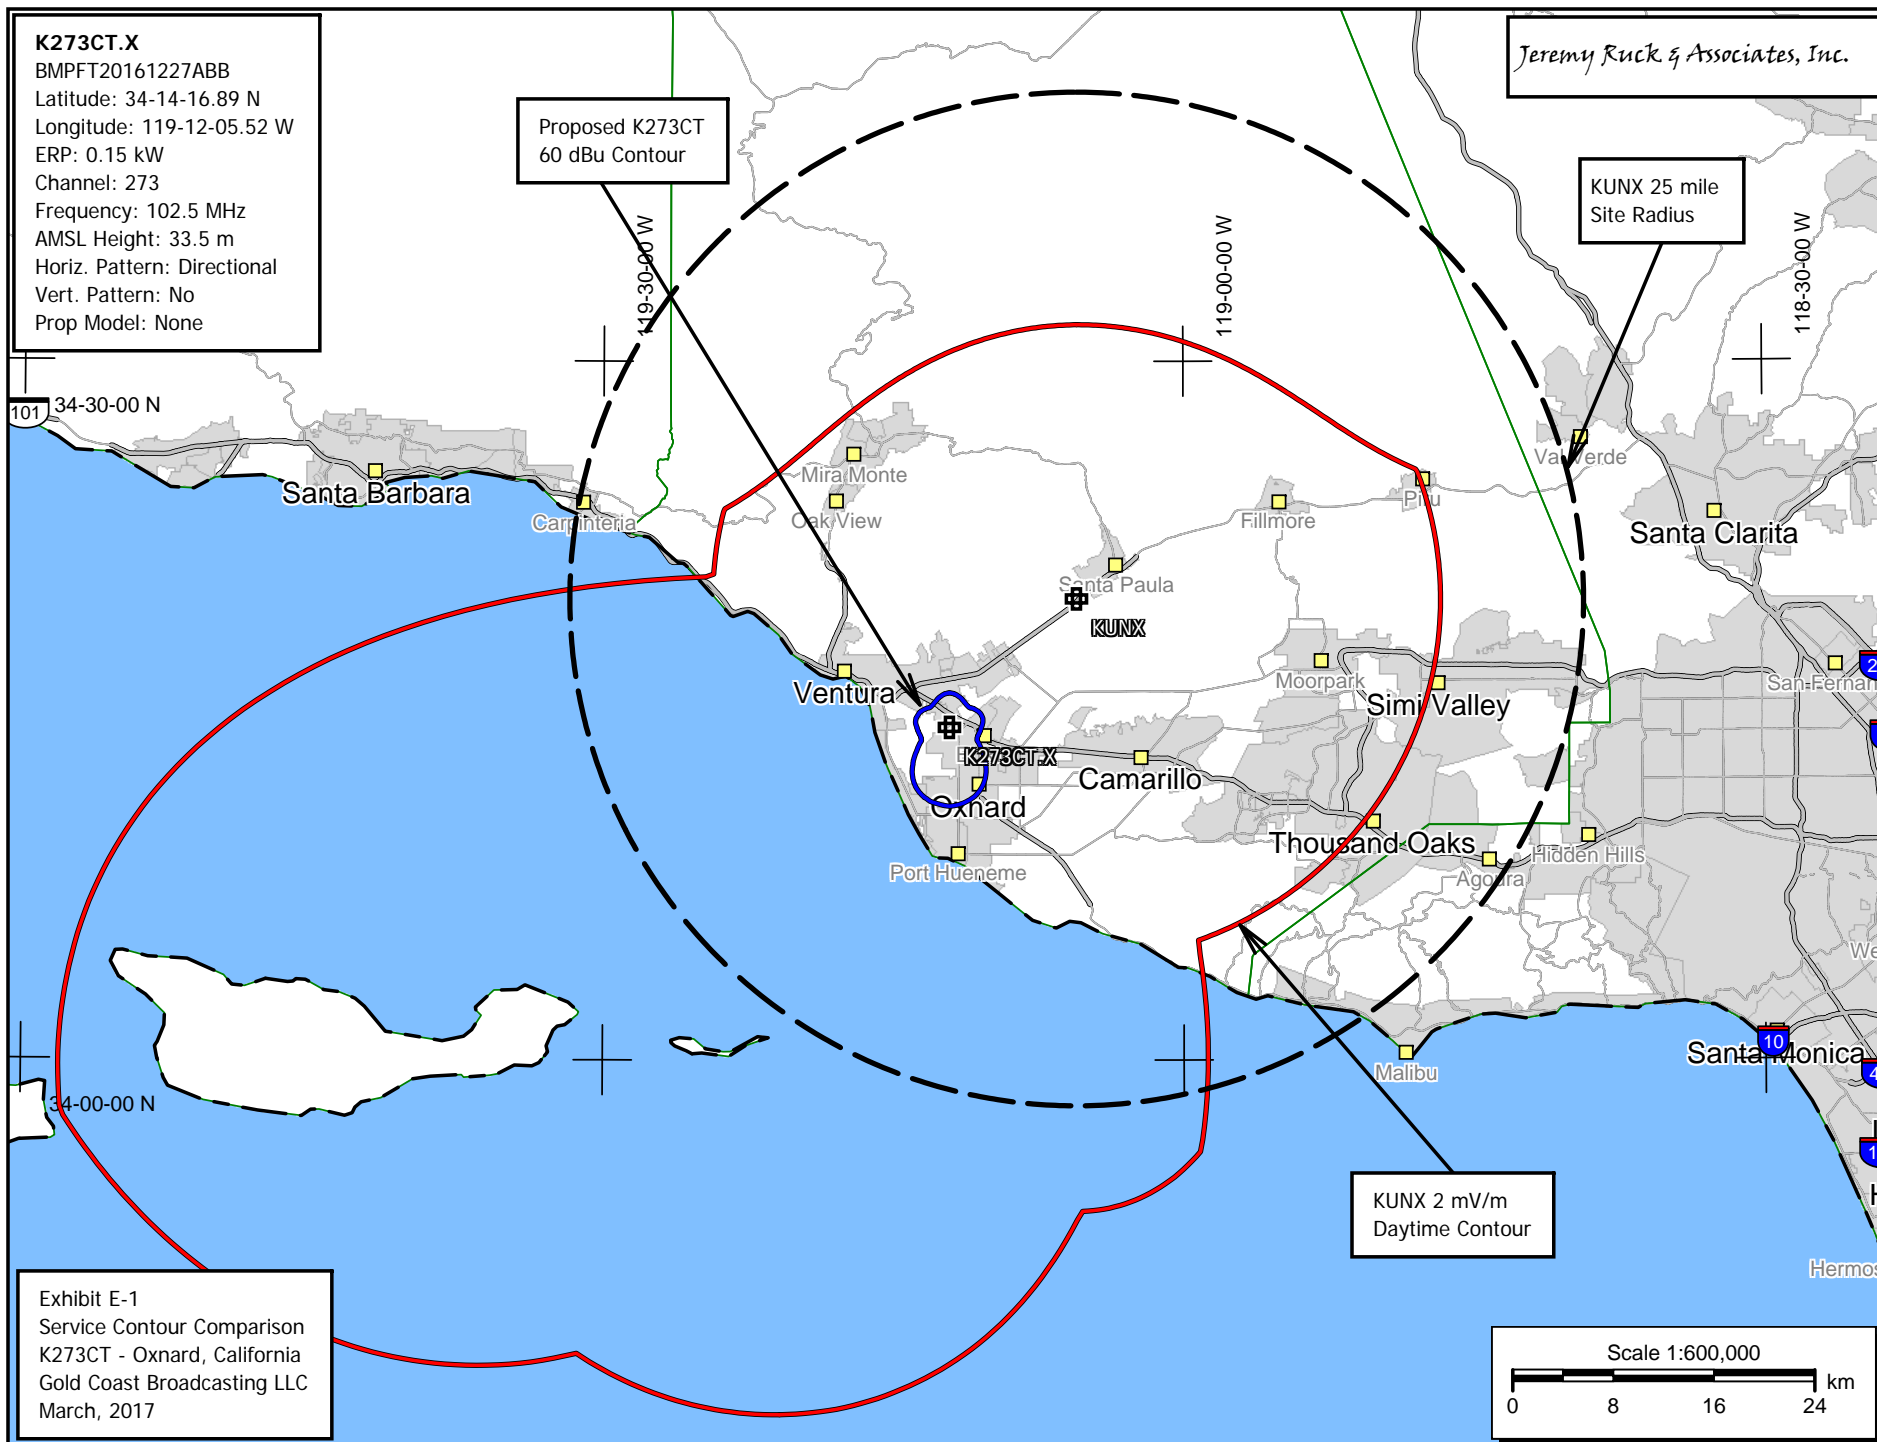 K273CT.X
BMPFT20161227ABB
Latitude: 34-14-16.89 N
Longitude: 119-12-05.52 W
ERP: 0.15 kW
Channel: 273
Frequency: 102.5 MHz
AMSL Height: 33.5 m
Horiz. Pattern: Directional
Vert. Pattern: No
Prop Model: None
Jeremy Ruck & Associates, Inc.
Proposed K273CT
60 dBu Contour
KUNX 25 mile
Site Radius
119-30-00 W
119-00-00 W
118-30-00 W
101
34-30-00 N
Santa Barbara
Carpinteria
Mira Monte
Oak View
Fillmore
Piru
Val Verde
Santa Clarita
Santa Paula
KUNX
Ventura
Moorpark
Simi Valley
San Fernan
2
K273CT.X
Camarillo
Oxnard
Thousand Oaks
Hidden Hills
Agoura
Port Hueneme
We
10
Santa Monica
Malibu
4
34-00-00 N
1
KUNX 2 mV/m
Daytime Contour
Hermos
Exhibit E-1
Service Contour Comparison
K273CT - Oxnard, California
Gold Coast Broadcasting LLC
March, 2017
Scale 1:600,000
km
0 8 16 24